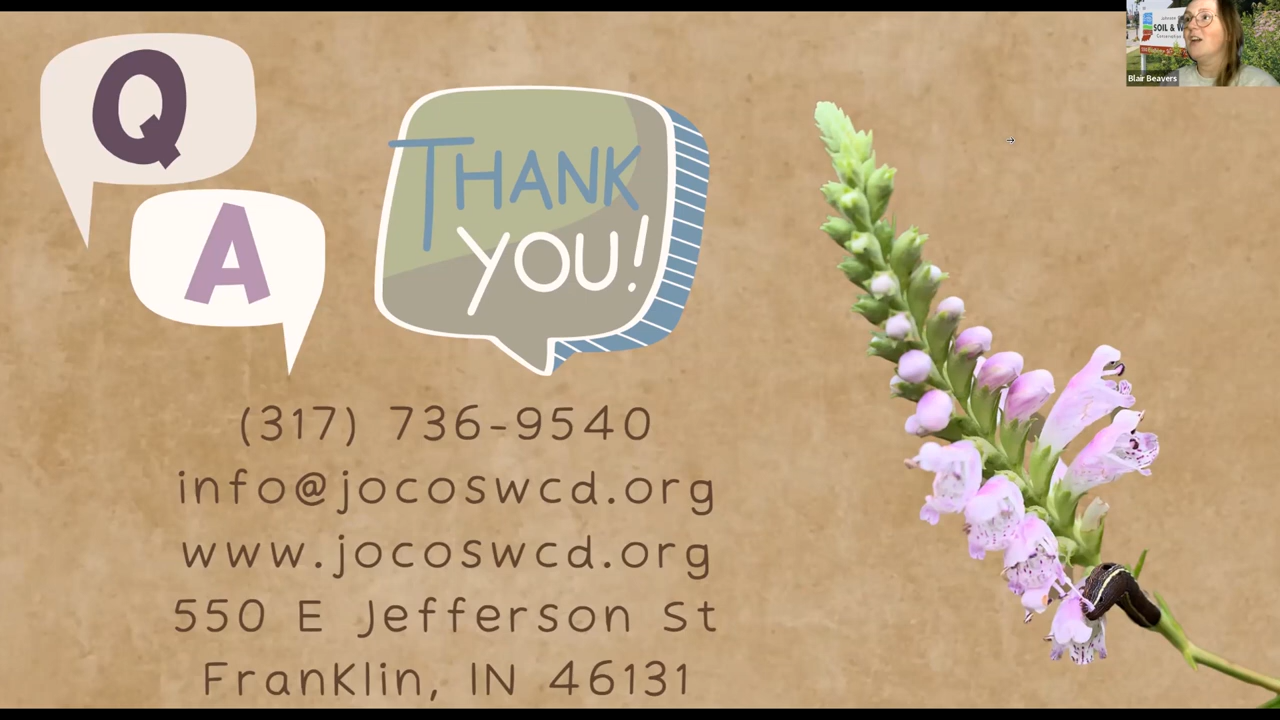 Q
A
THANK
YOU!
(317) 736-9540
info@jocoswcd.org
www.jocoswcd.org
550 E Jefferson St
Franklin, IN 46131
SOIL & W
Blair Beavers